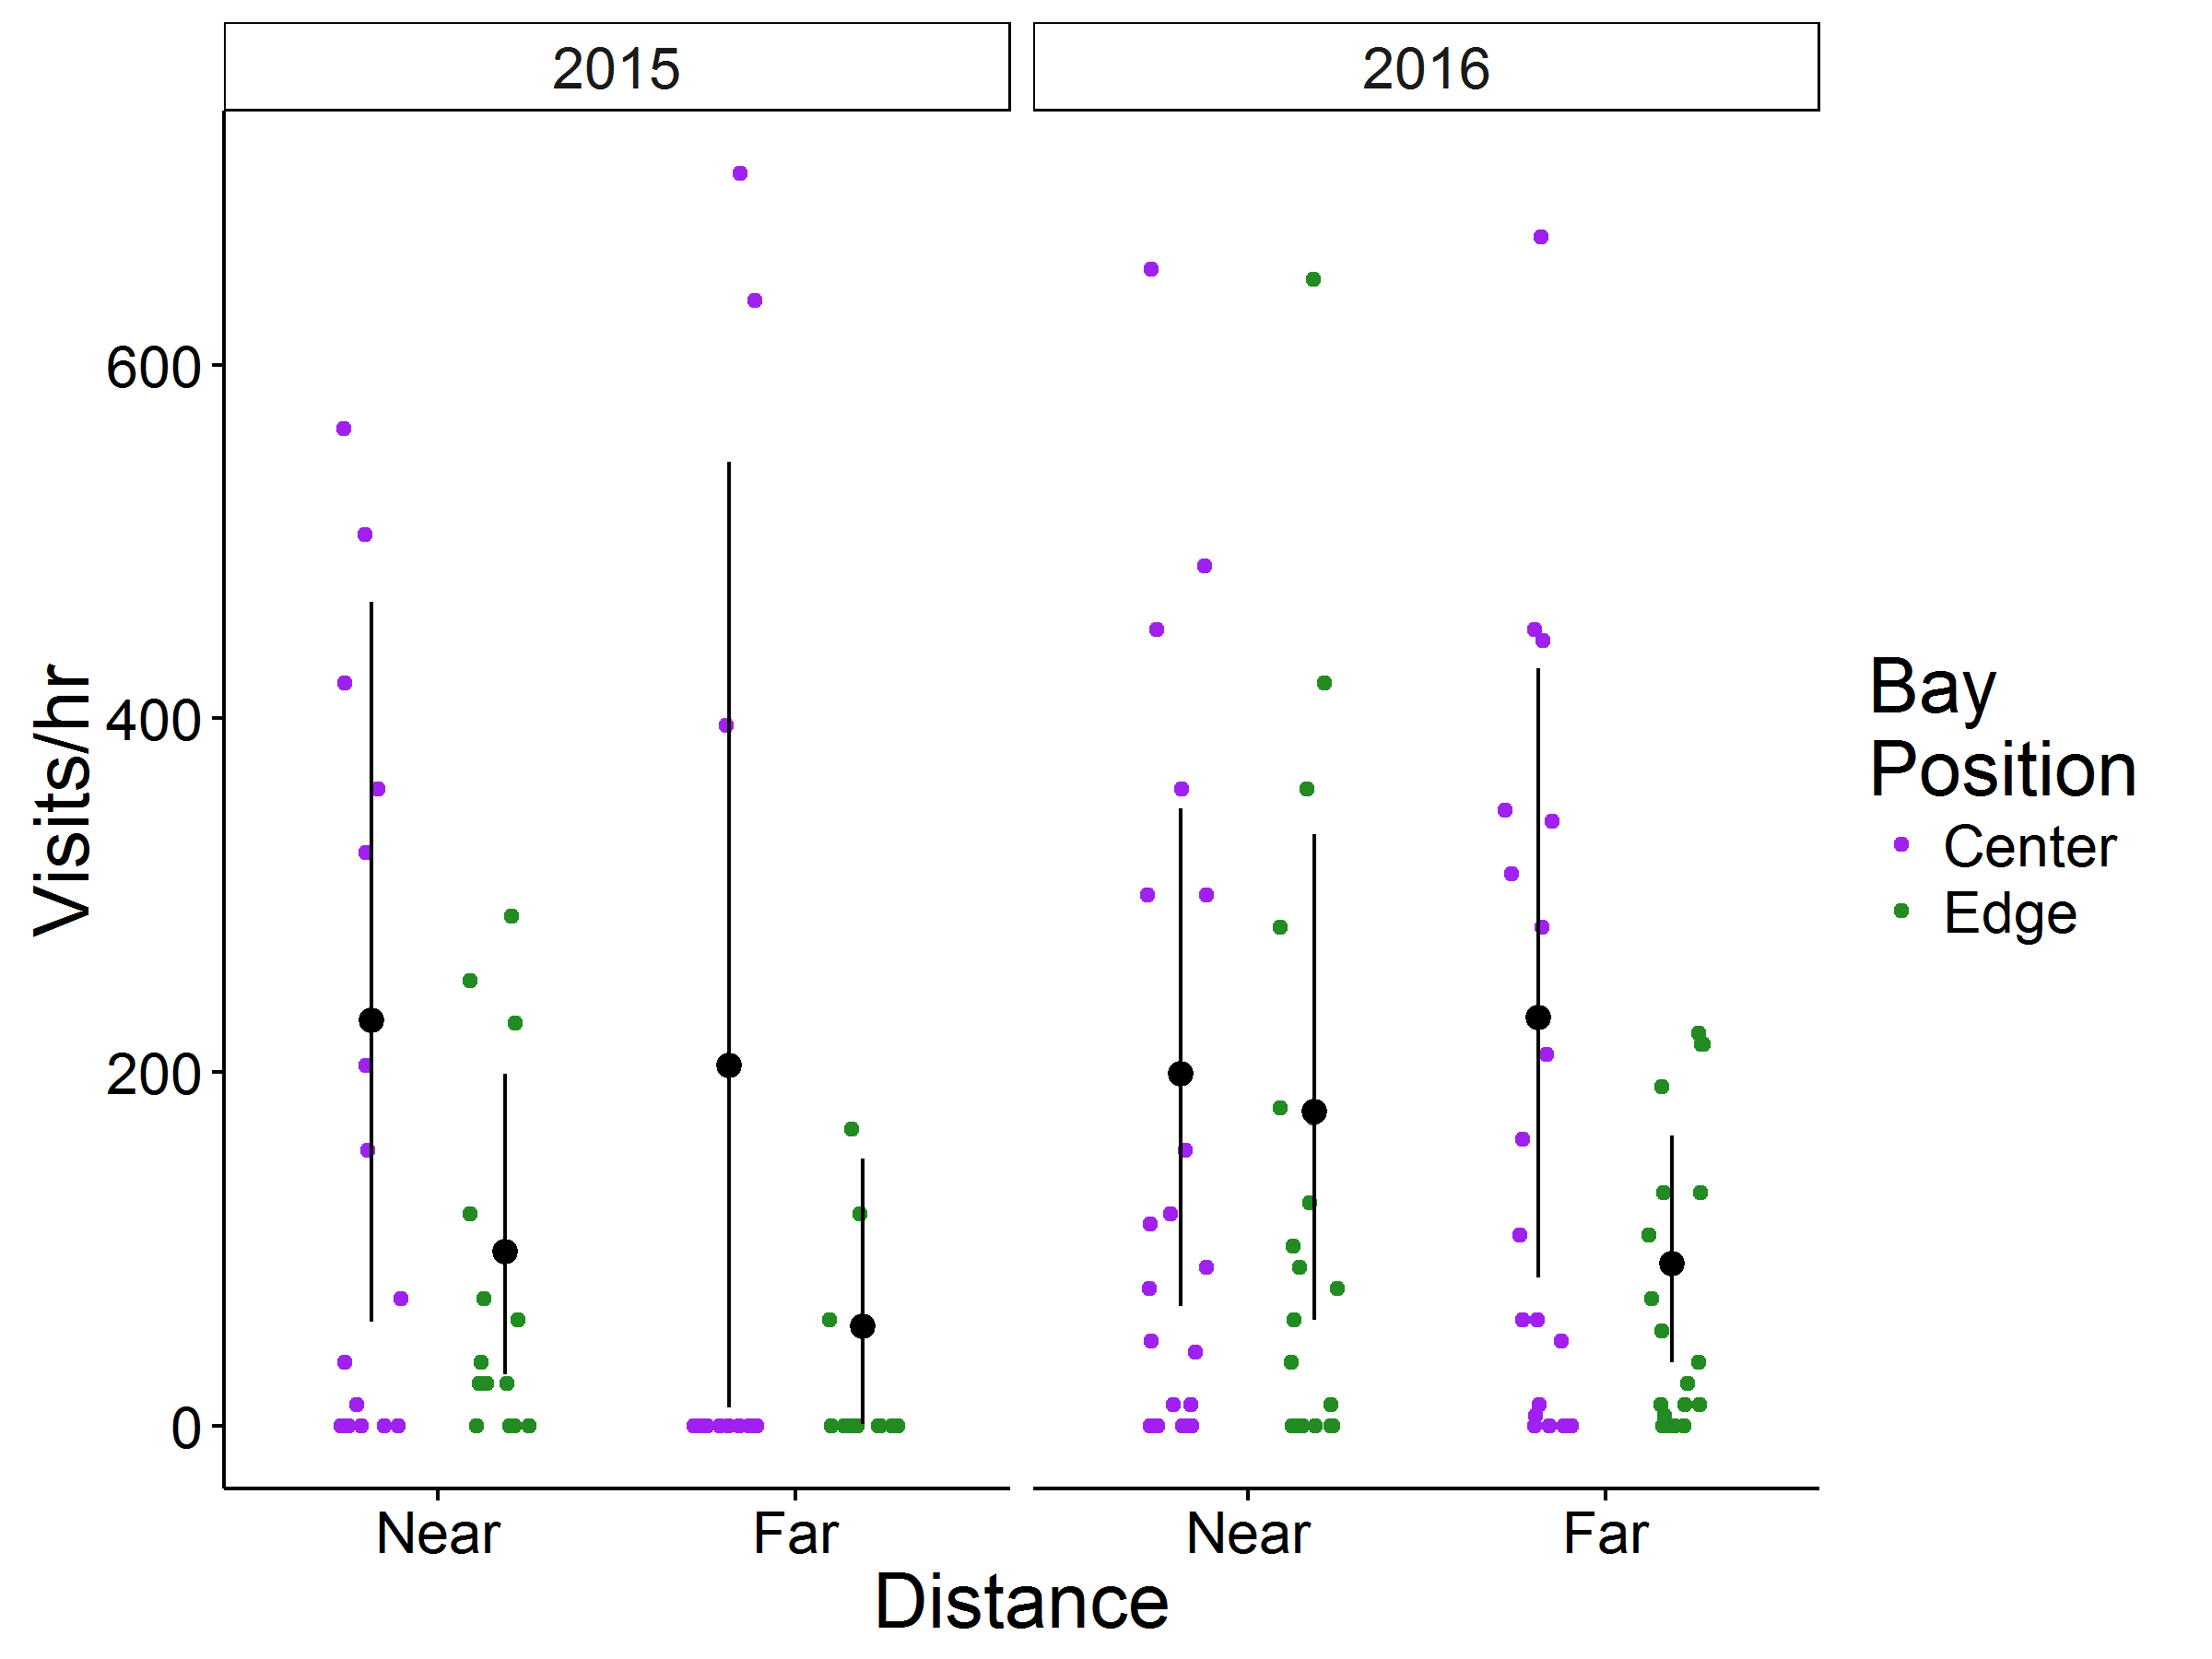 2015
2016
Visits/hr
600
400
200
0
Near
Far
Near
Far
Distance
Bay
Position
Center
Edge